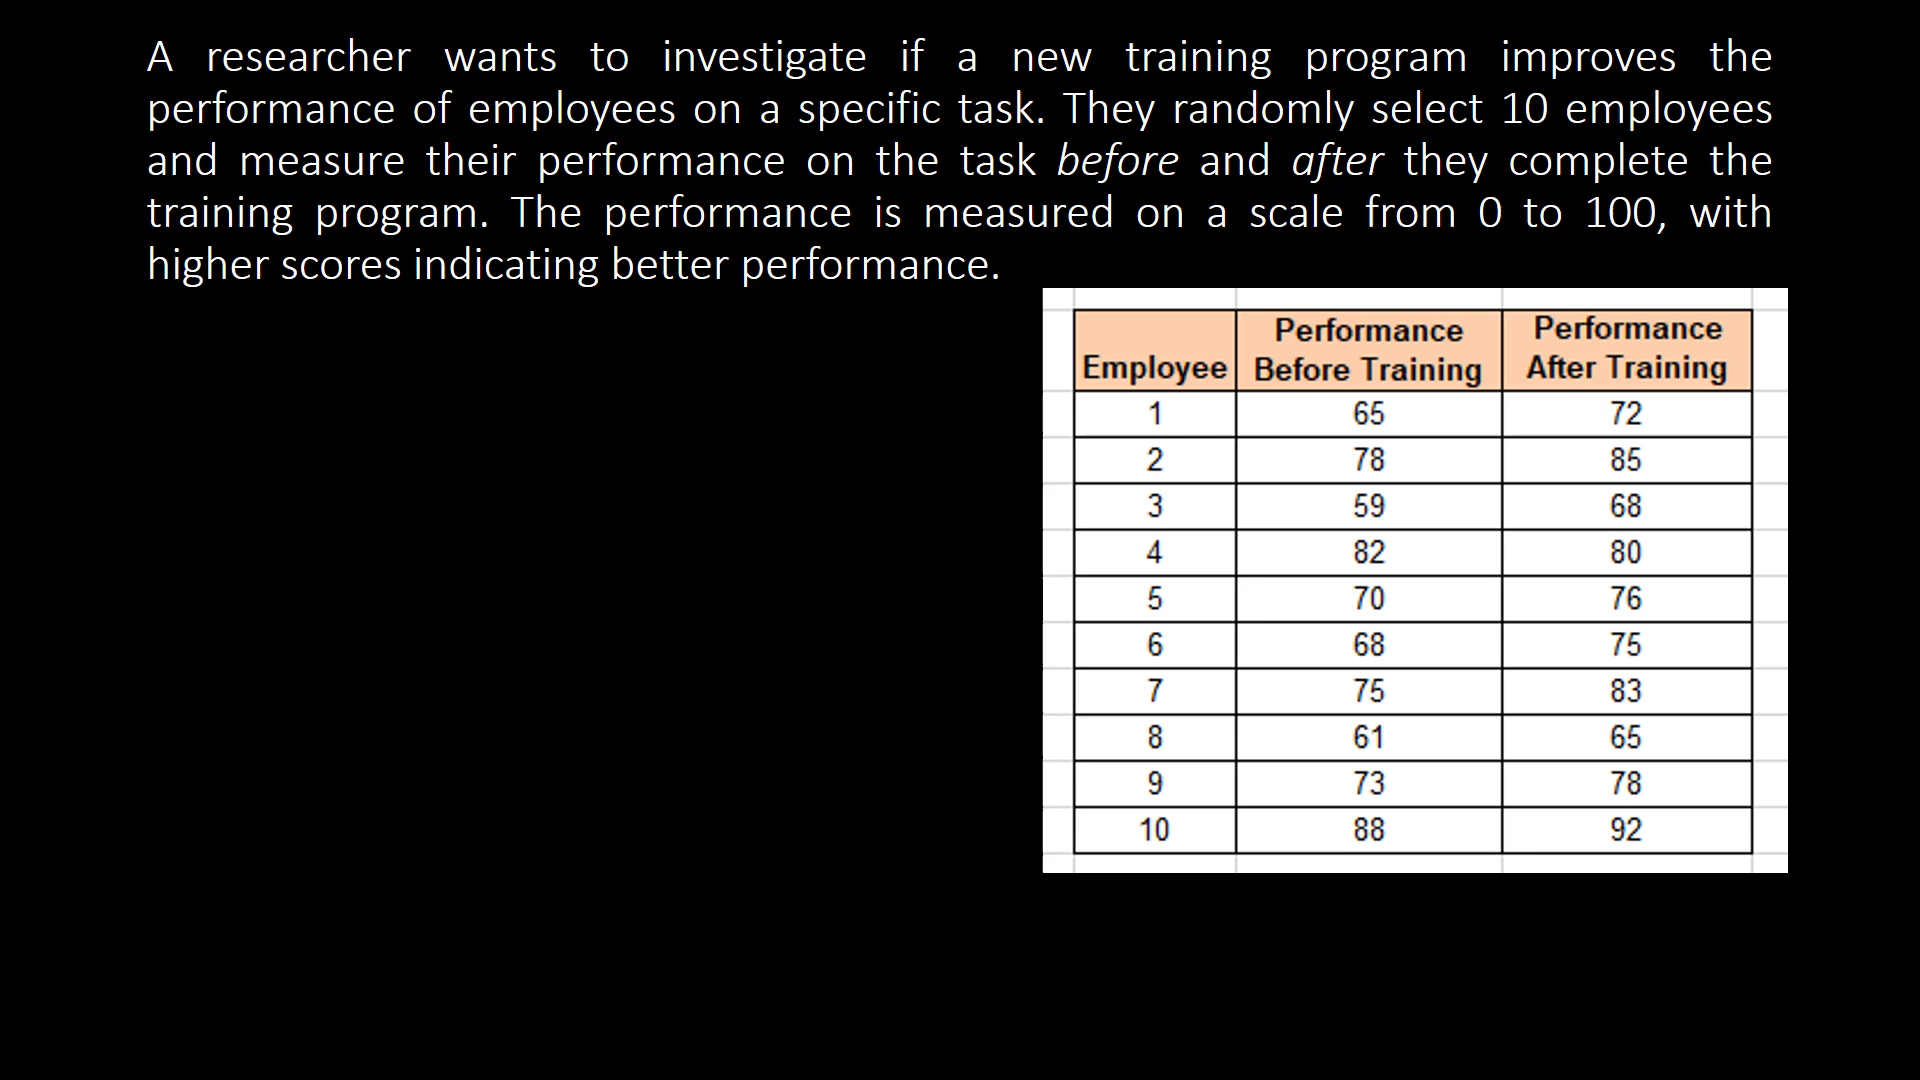 A researcher wants to investigate if a new training program improves the
performance of employees on a specific task. They randomly select 10 employees
and measure their performance on the task before and after they complete the
training program. The performance is measured on a scale from 0 to 100, with
higher scores indicating better performance.
Employee Performance Before Training Performance After Training
1 65 72
2 78 85
3 59 68
4 82 80
5 70 76
6 68 75
7 75 83
8 61 65
9 73 78
10 88 92